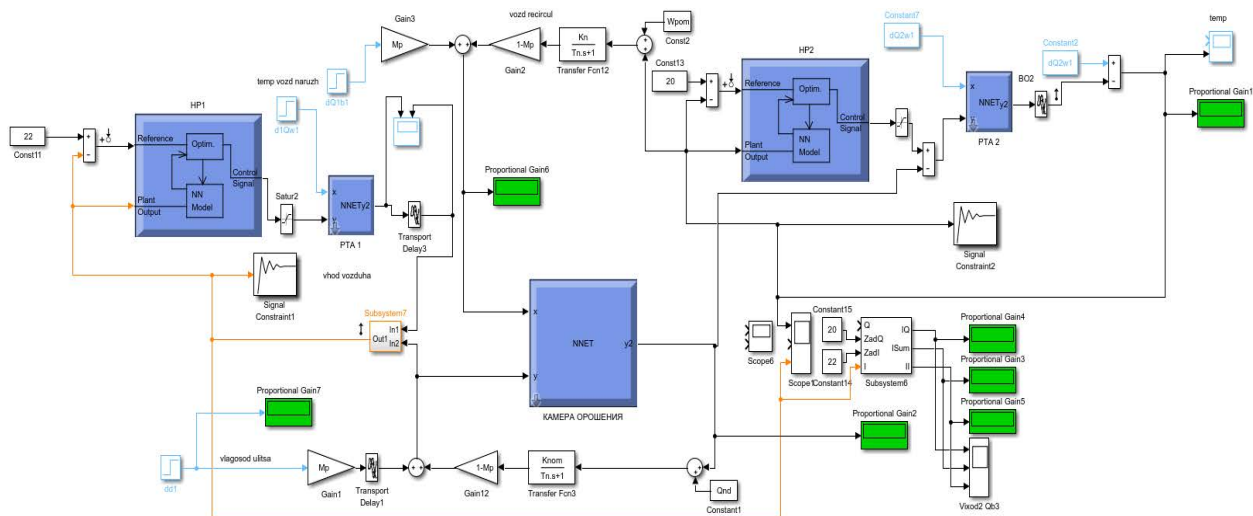 Gain3
Mp
vozd recircul
1-Mp
Gain2
Kn
Tn.s+1
Transfer Fcn12
Wpom
Const2
temp vozd naruzh
dQ1b1
d1Qw1
HP1
22
Const11
Reference
Optim.
Control
Signal
Plant
Output
NN
Model
Satur2
x
NNET
y2
PTA 1
Transport
Delay3
Proportional Gain6
vhod vozduha
Signal
Constraint1
Subsystem7
In1
Out1
In2
HP2
Const13
20
Reference
Optim.
Control
Signal
Plant
Output
NN
Model
Constant7
dQ2w1
x
NNET
y2
PTA 2
BO2
Constant2
dQ2w1
temp
Proportional Gain1
Signal
Constraint2
x
NNET
y2
y
КАМЕРА ОРОШЕНИЯ
Scope6
Scope1
Constant15
20
22
Constant14
Q
ZadQ
ZadI
I
IQ
ISum
II
Subsystem6
Proportional Gain4
Proportional Gain3
Proportional Gain5
Proportional Gain2
Vixod2 Qb3
Proportional Gain7
dd1
vlagosod ulitsa
Mp
Gain1
Transport
Delay1
1-Mp
Gain12
Knom
Tn.s+1
Transfer Fcn3
Qnd
Constant1